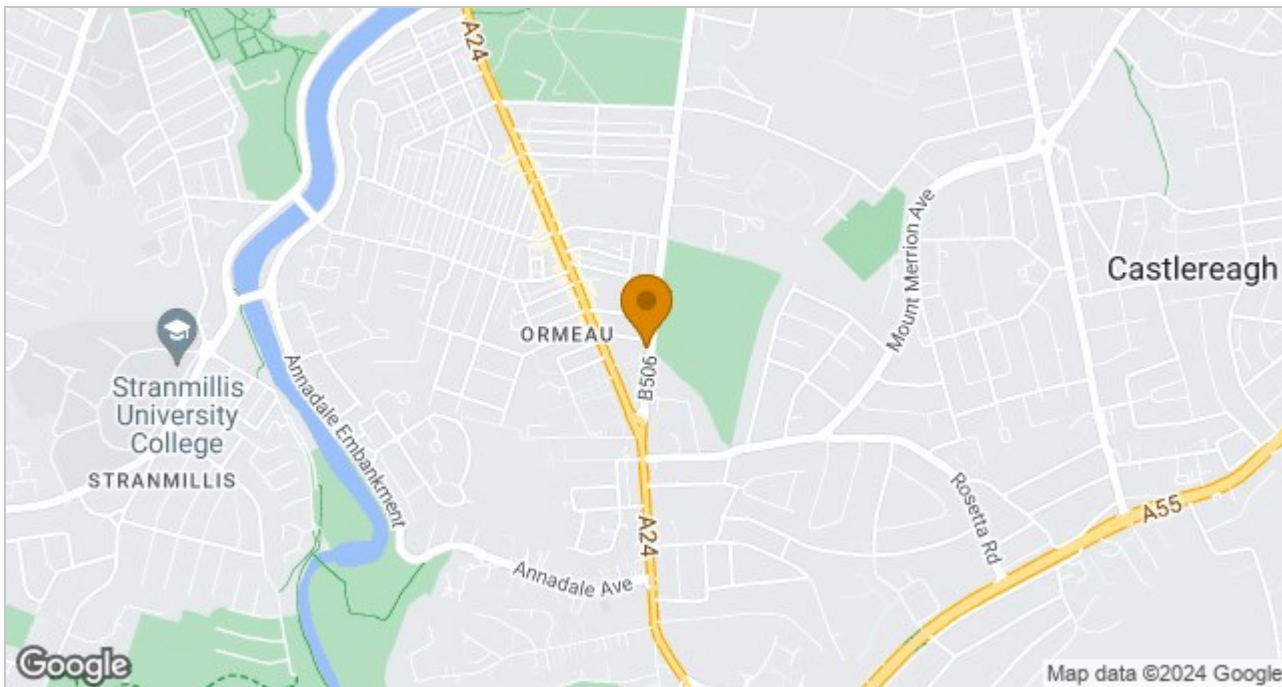 A24
Mount Merrion Ave
Castlereagh
ORMEAU
B506
Stranmillis
University
College
STRANMILLIS
Annadale Embankment
Rosetta Rd
A55
A24
Annadale Ave
Google
Map data ©2024 Google